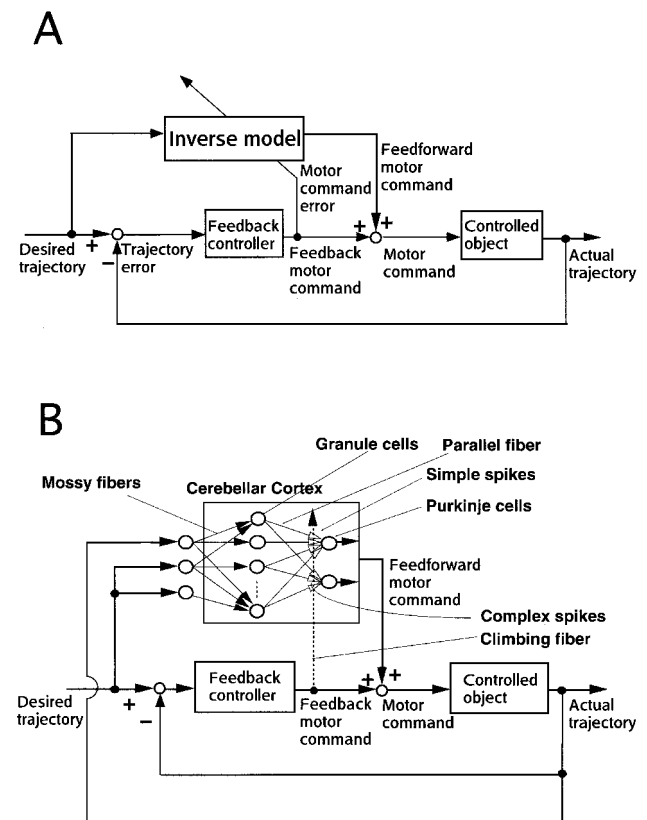 A
Inverse model
Feedforward
motor
command
Motor
command
error
Feedback
controller
Controlled
object
+
+
+
−
Desired
trajectory
Trajectory
error
Feedback
motor
command
Motor
command
Actual
trajectory
B
Granule cells
Parallel fiber
Mossy fibers
Cerebellar Cortex
Simple spikes
Purkinje cells
Feedforward
motor
command
Complex spikes
Climbing fiber
Feedback
controller
Controlled
object
+
+
+
−
Desired
trajectory
Feedback
motor
command
Motor
command
Actual
trajectory